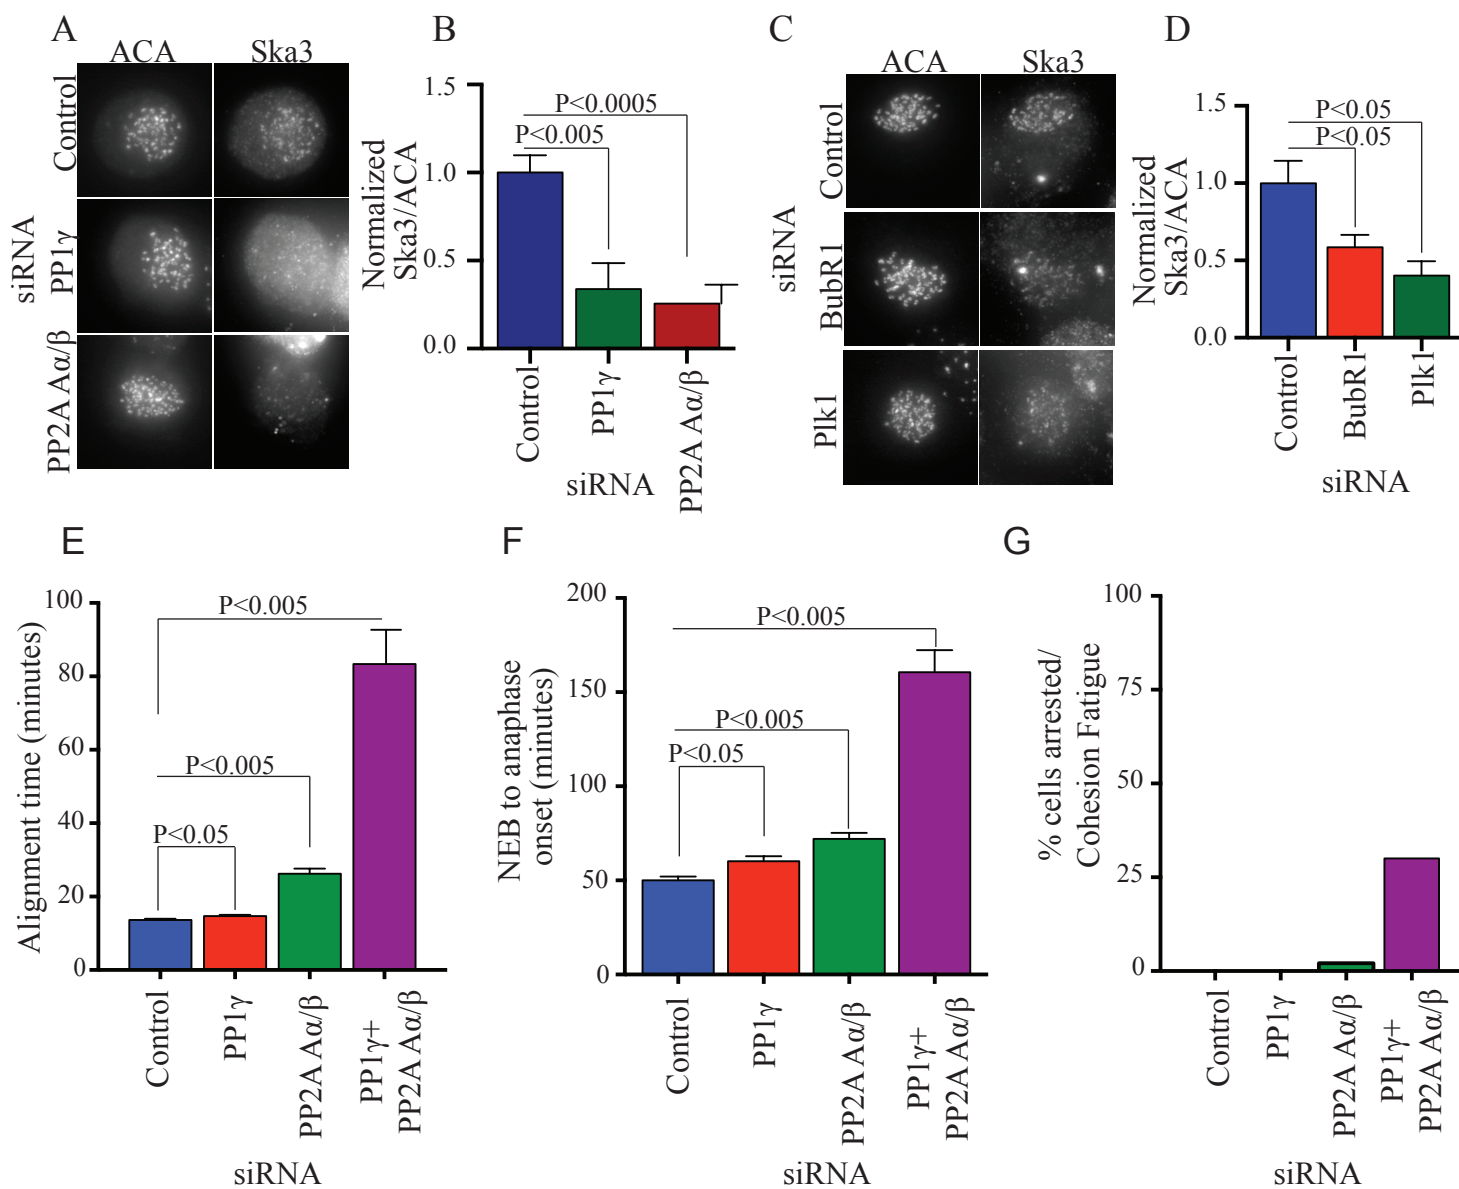 A
ACA
Ska3
Control
PP1γ
PP2A Aα/β
siRNA
B
Normalized
Ska3/ACA
1.5
1.0
0.5
0.0
P<0.0005
P<0.005
Control
PP1γ
PP2A Aα/β
siRNA
C
ACA
Ska3
Control
BubR1
Plk1
siRNA
D
Normalized
Ska3/ACA
1.5
1.0
0.5
0.0
P<0.05
P<0.05
Control
BubR1
Plk1
siRNA
E
Alignment time (minutes)
100
80
60
40
20
0
P<0.005
P<0.005
P<0.05
Control
PP1γ
PP2A Aα/β
PP1γ+
PP2A Aα/β
siRNA
F
NEB to anaphase
onset (minutes)
200
150
100
50
0
P<0.005
P<0.005
P<0.05
Control
PP1γ
PP2A Aα/β
PP1γ+
PP2A Aα/β
siRNA
G
% cells arrested/
Cohesion Fatigue
100
75
50
25
0
Control
PP1γ
PP2A Aα/β
PP1γ+
PP2A Aα/β
siRNA